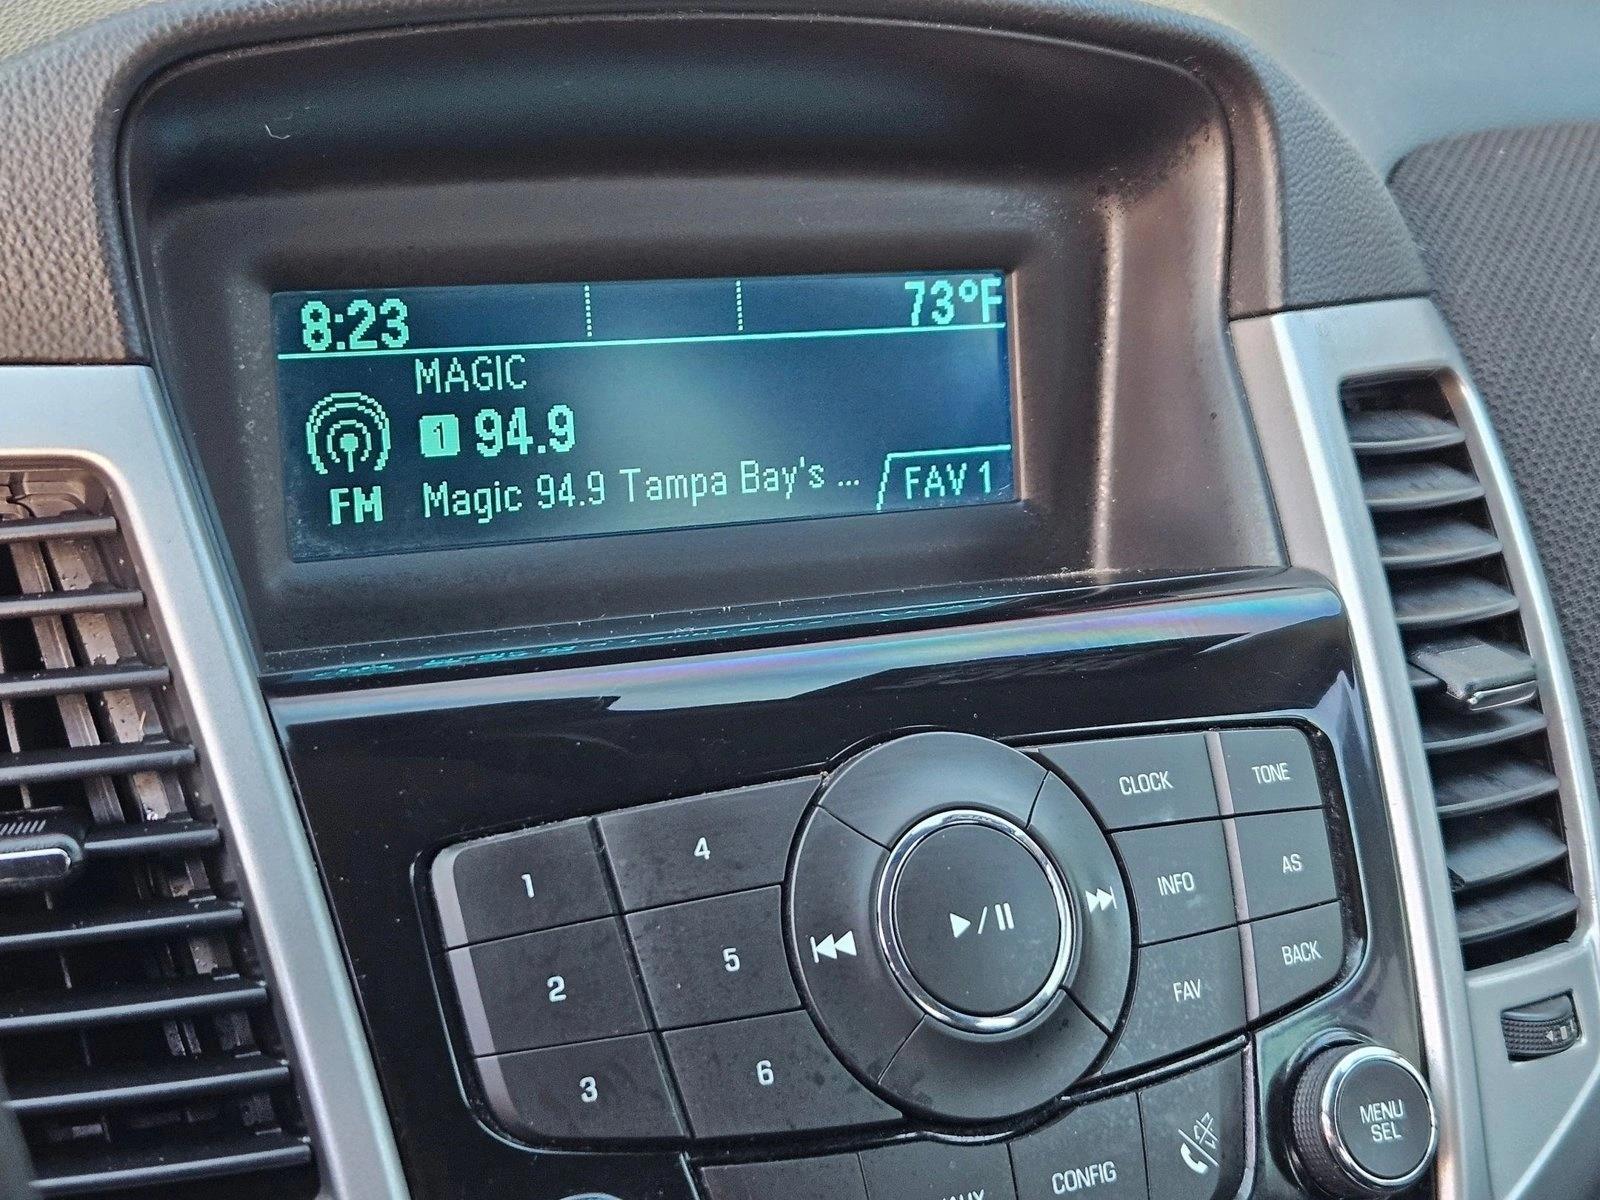 8:23 73°F
MAGIC
1 94.9
FM Magic 94.9 Tampa Bay's ... FAV 1
CLOCK TONE
1 4
INFO AS
2 5
FAV BACK
3 6
MENU
SEL
CONFIG